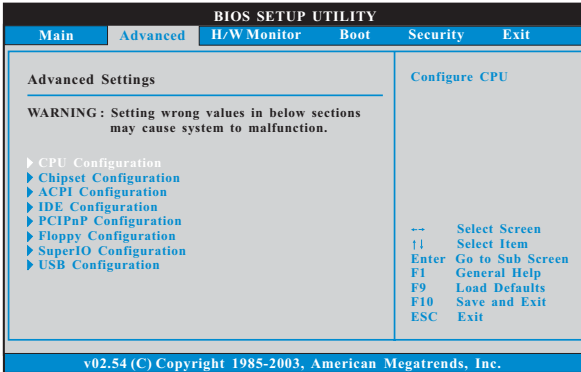 BIOS SETUP UTILITY
Main Advanced H/W Monitor Boot Security Exit
Advanced Settings
WARNING : Setting wrong values in below sections
may cause system to malfunction.
CPU Configuration
Chipset Configuration
ACPI Configuration
IDE Configuration
PCIPnP Configuration
Floppy Configuration
SuperIO Configuration
USB Configuration
Configure CPU
←→ Select Screen
↑↓ Select Item
Enter Go to Sub Screen
F1 General Help
F9 Load Defaults
F10 Save and Exit
ESC Exit
v02.54 (C) Copyright 1985-2003, American Megatrends, Inc.